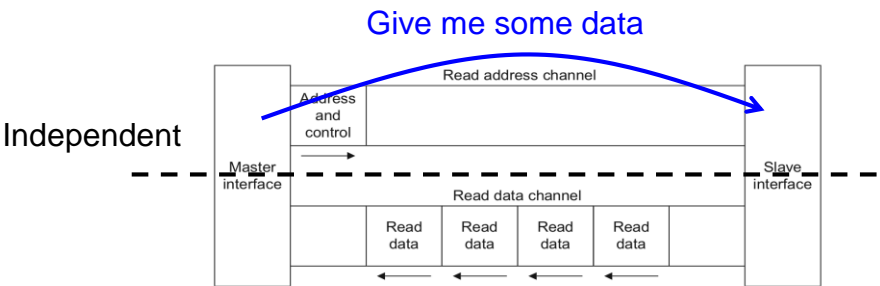 Give me some data
Read address channel
Address
and
control
Independent
Master
interface
Slave
interface
Read data channel
Read
data
Read
data
Read
data
Read
data